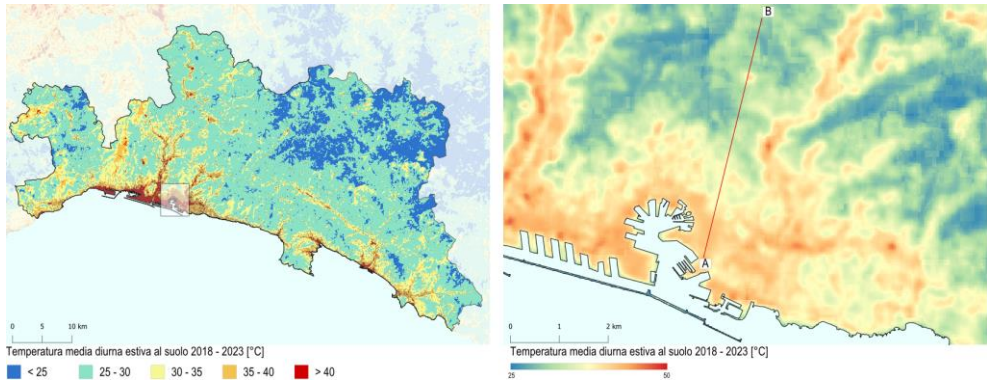 0 5 10 km
Temperatura media diurna estiva al suolo 2018 - 2023 [°C]
< 25 25 - 30 30 - 35 35 - 40 > 40
B
A
0 1 2 km
Temperatura media diurna estiva al suolo 2018 - 2023 [°C]
25 50